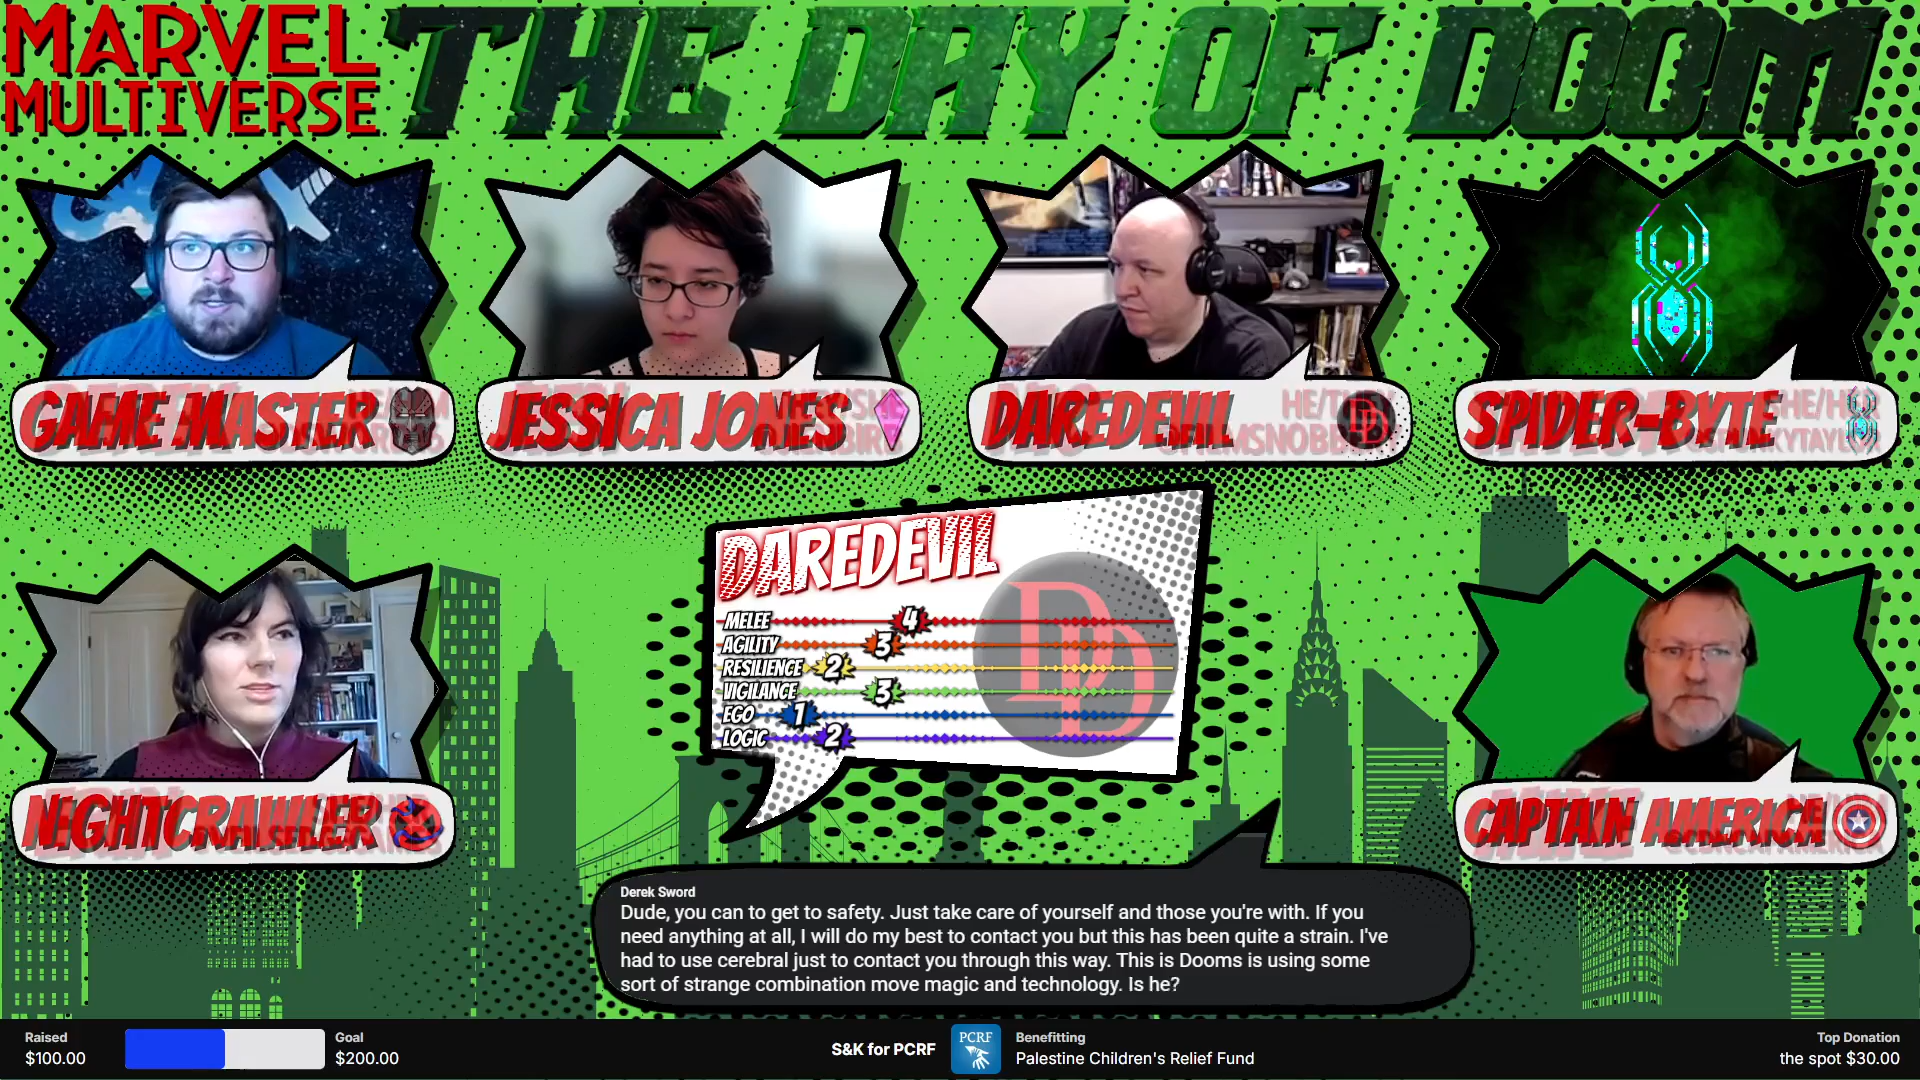 MARVEL
MULTIVERSE
THE DAY OF DOOM
GAME MASTER
JESSICA JONES
DAREDEVIL
HE/THEY
SPIDER-BYTE
SHE/HER
DAREDEVIL
MELEE 4
AGILITY 3
RESILIENCE 2
VIGILANCE 3
EGO 1
LOGIC 2
NIGHTCRAWLER
CAPTAIN AMERICA
Derek Sword
Dude, you can to get to safety. Just take care of yourself and those you're with. If you
need anything at all, I will do my best to contact you but this has been quite a strain. I've
had to use cerebral just to contact you through this way. This is Dooms is using some
sort of strange combination move magic and technology. Is he?
Raised
$100.00
Goal
$200.00
S&K for PCRF
PCRF
Benefitting
Palestine Children's Relief Fund
Top Donation
the spot $30.00